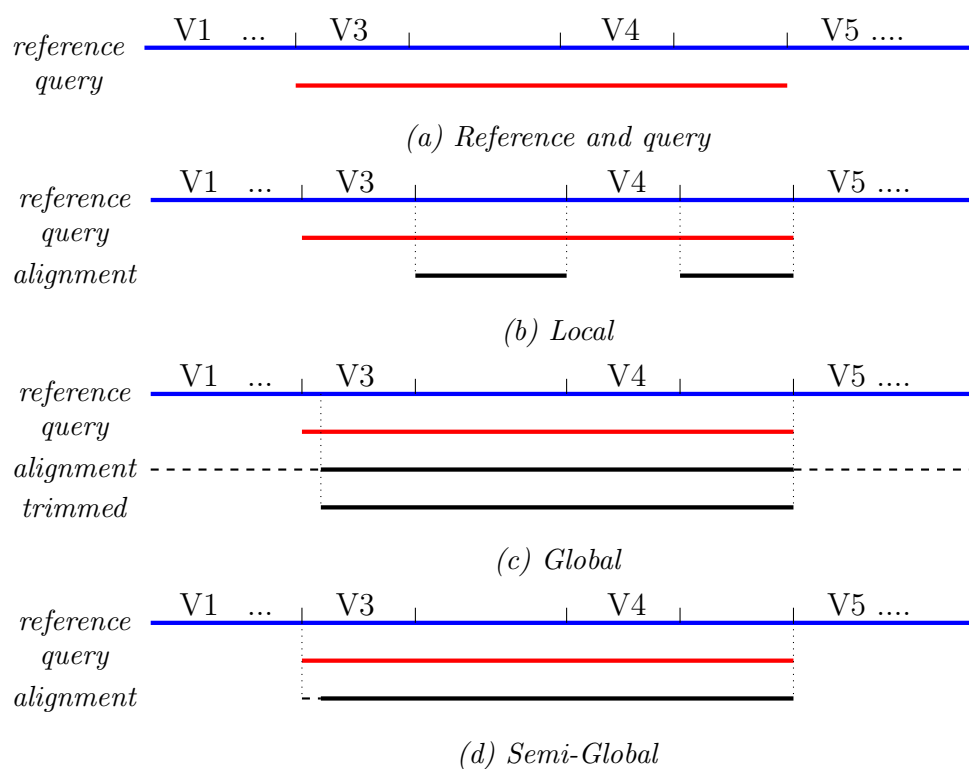 V1 ... V3 V4 V5 ....
reference
query
(a) Reference and query
V1 ... V3 V4 V5 ....
reference
query
alignment
(b) Local
V1 ... V3 V4 V5 ....
reference
query
alignment
trimmed
(c) Global
V1 ... V3 V4 V5 ....
reference
query
alignment
(d) Semi-Global